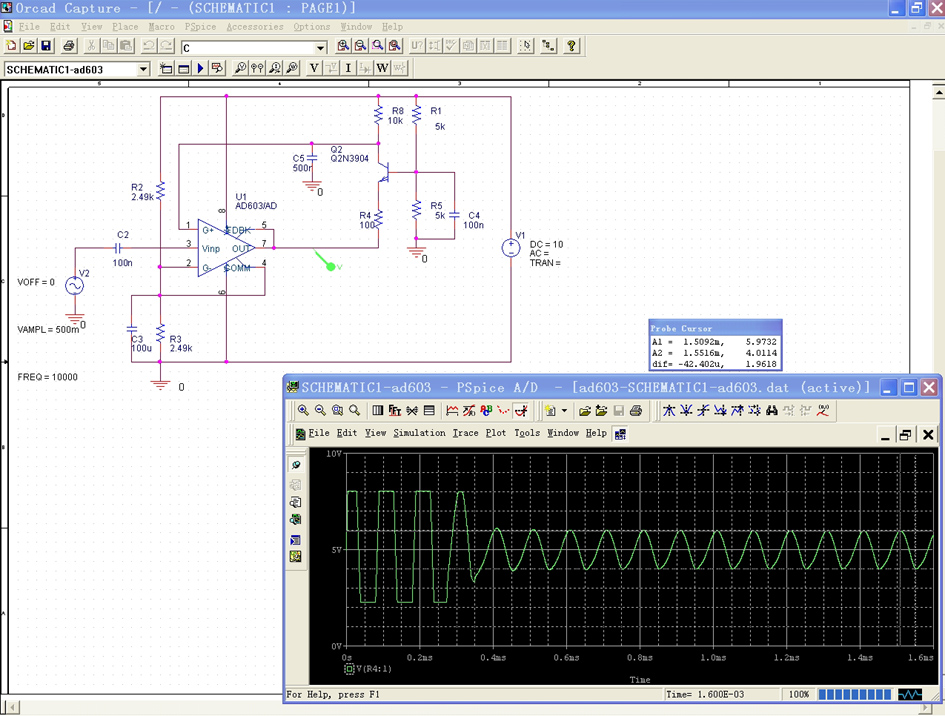 Orcad Capture - [/ - (SCHEMATIC1 : PAGE1)]
File Edit View Place Macro PSpice Accessories Options Window Help
C
U?
SCHEMATIC1-ad603
V I W
5 4 3 2 1
R8
10k
R1
5k
Q2
Q2N3904
C5
500n
0
R2
2.49k
U1
AD603/AD
8
R4
100
R5
5k
C4
100n
1 G+ FDBK 5
C2
100n
3 Vinp OUT 7
2 G- COMM 4
6
0
V
V1
DC = 10
AC =
TRAN =
V2
VOFF = 0
0
VAMPL = 500m
C3
100u
R3
2.49k
FREQ = 10000
0
Probe Cursor
A1 = 1.5092m, 5.9732
A2 = 1.5516m, 4.0114
dif= -42.402u, 1.9618
SCHEMATIC1-ad603 - PSpice A/D - [ad603-SCHEMATIC1-ad603.dat (active)]
File Edit View Simulation Trace Plot Tools Window Help
10V
5V
0V
0s 0.2ms 0.4ms 0.6ms 0.8ms 1.0ms 1.2ms 1.4ms 1.6ms
V(R4:1)
Time
For Help, press F1
Time= 1.600E-03
100%